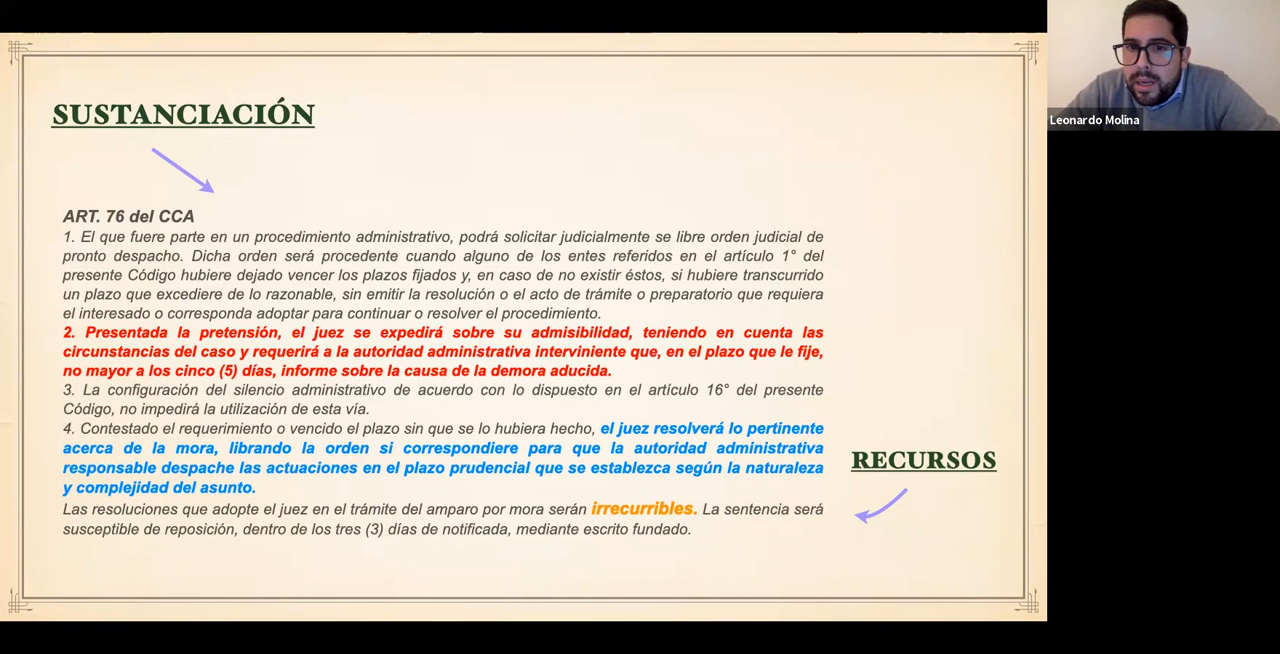 SUSTANCIACIÓN
ART. 76 del CCA
1. El que fuere parte en un procedimiento administrativo, podrá solicitar judicialmente se libre orden judicial de
pronto despacho. Dicha orden será procedente cuando alguno de los entes referidos en el artículo 1° del
presente Código hubiere dejado vencer los plazos fijados y, en caso de no existir éstos, si hubiere transcurrido
un plazo que excediere de lo razonable, sin emitir la resolución o el acto de trámite o preparatorio que requiera
el interesado o corresponda adoptar para continuar o resolver el procedimiento.
2. Presentada la pretensión, el juez se expedirá sobre su admisibilidad, teniendo en cuenta las
circunstancias del caso y requerirá a la autoridad administrativa interviniente que, en el plazo que le fije,
no mayor a los cinco (5) días, informe sobre la causa de la demora aducida.
3. La configuración del silencio administrativo de acuerdo con lo dispuesto en el artículo 16° del presente
Código, no impedirá la utilización de esta vía.
4. Contestado el requerimiento o vencido el plazo sin que se lo hubiera hecho, el juez resolverá lo pertinente
acerca de la mora, librando la orden si correspondiere para que la autoridad administrativa
responsable despache las actuaciones en el plazo prudencial que se establezca según la naturaleza
y complejidad del asunto.
Las resoluciones que adopte el juez en el trámite del amparo por mora serán irrecurribles. La sentencia será
susceptible de reposición, dentro de los tres (3) días de notificada, mediante escrito fundado.
RECURSOS
Leonardo Molina